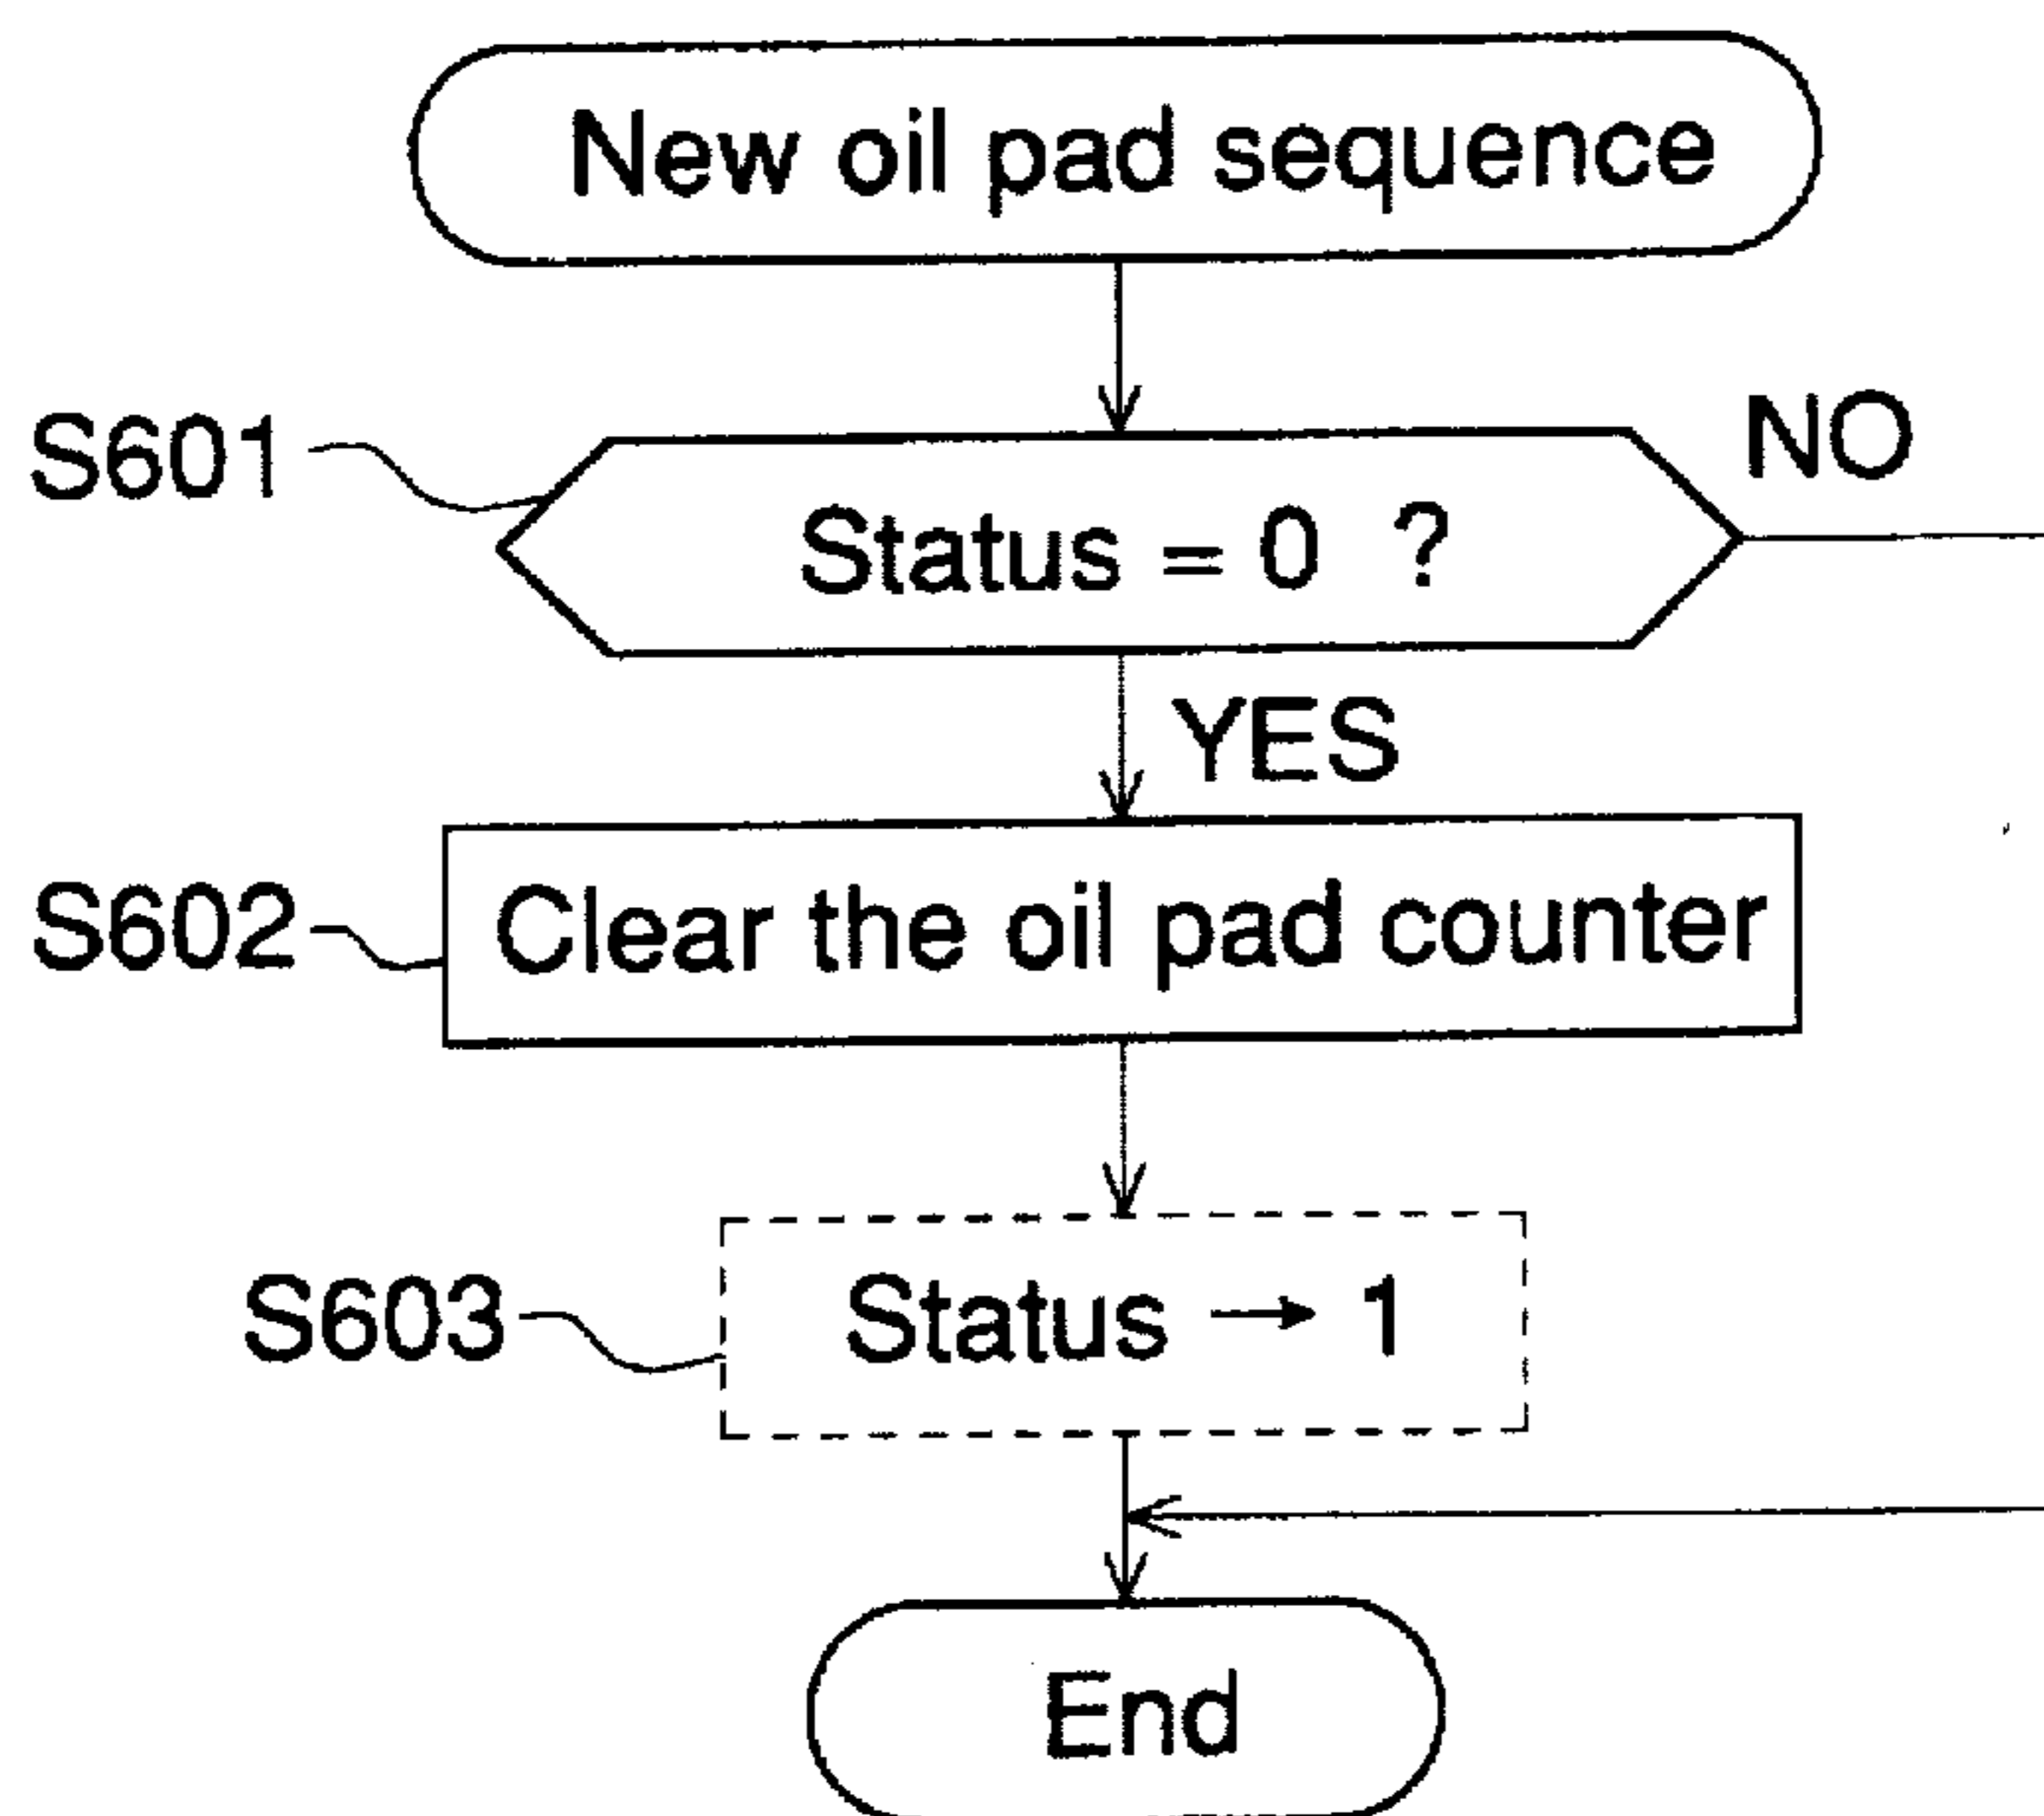 New oil pad sequence
S601
Status = 0 ?
NO
YES
S602
Clear the oil pad counter
S603
Status → 1
End